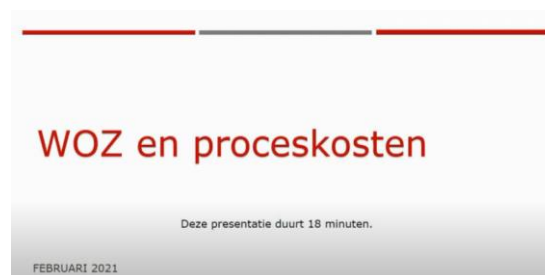 WOZ en proceskosten
Deze presentatie duurt 18 minuten.
FEBRUARI 2021